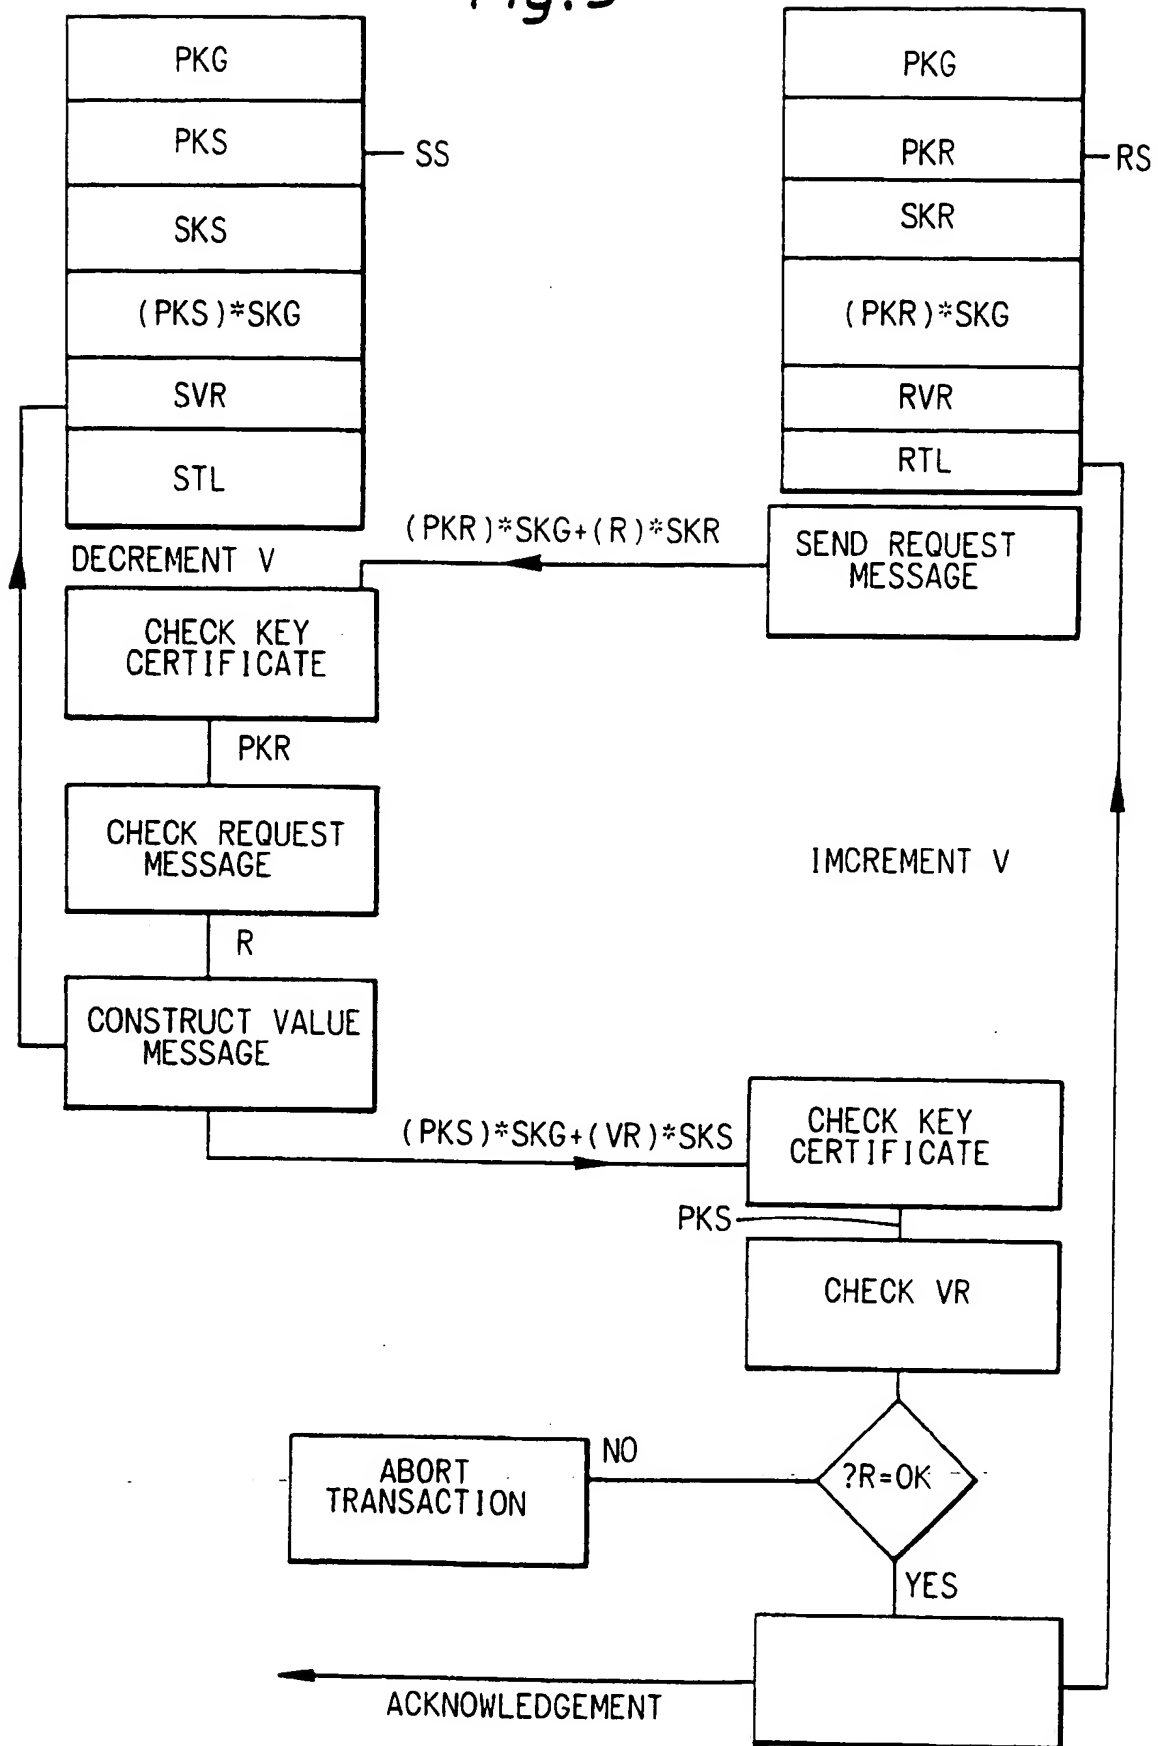 Fig.5
PKG
PKS
SS
SKS
(PKS)*SKG
SVR
STL
PKG
PKR
RS
SKR
(PKR)*SKG
RVR
RTL
DECREMENT V
(PKR)*SKG+(R)*SKR
SEND REQUEST
MESSAGE
CHECK KEY
CERTIFICATE
PKR
CHECK REQUEST
MESSAGE
IMCREMENT V
R
CONSTRUCT VALUE
MESSAGE
(PKS)*SKG+(VR)*SKS
CHECK KEY
CERTIFICATE
PKS
CHECK VR
?R=OK
NO
ABORT
TRANSACTION
YES
ACKNOWLEDGEMENT